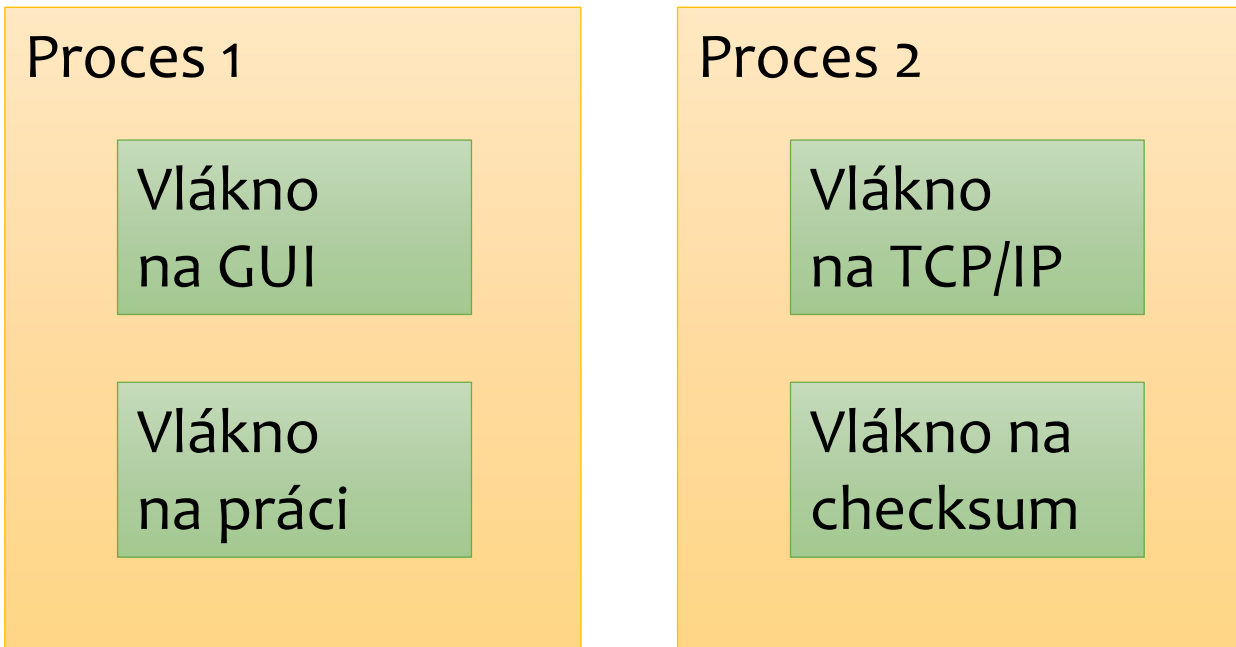 Proces 1
Vlákno
na GUI
Vlákno
na práci
Proces 2
Vlákno
na TCP/IP
Vlákno na
checksum